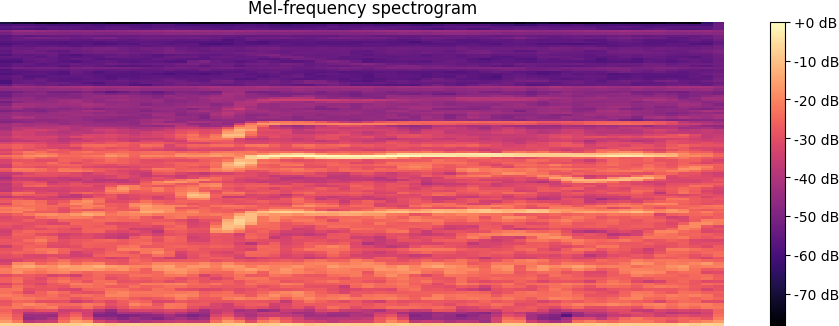 Mel-frequency spectrogram
+0 dB
-10 dB
-20 dB
-30 dB
-40 dB
-50 dB
-60 dB
-70 dB